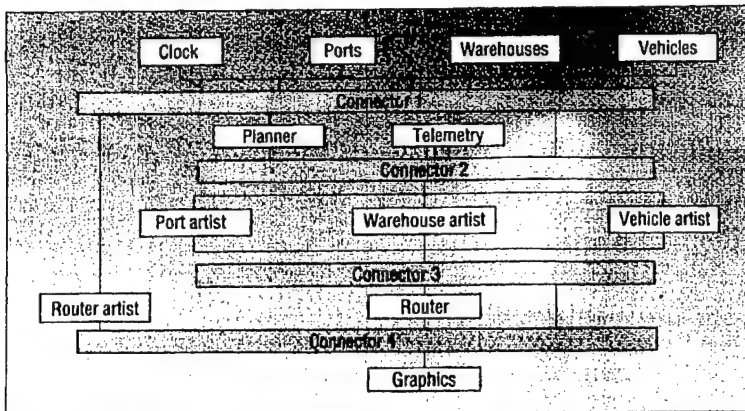 Clock Ports Warehouses Vehicles
Connector 1
Planner Telemetry
Connector 2
Port artist Warehouse artist Vehicle artist
Connector 3
Router artist Router
Connector 4
Graphics